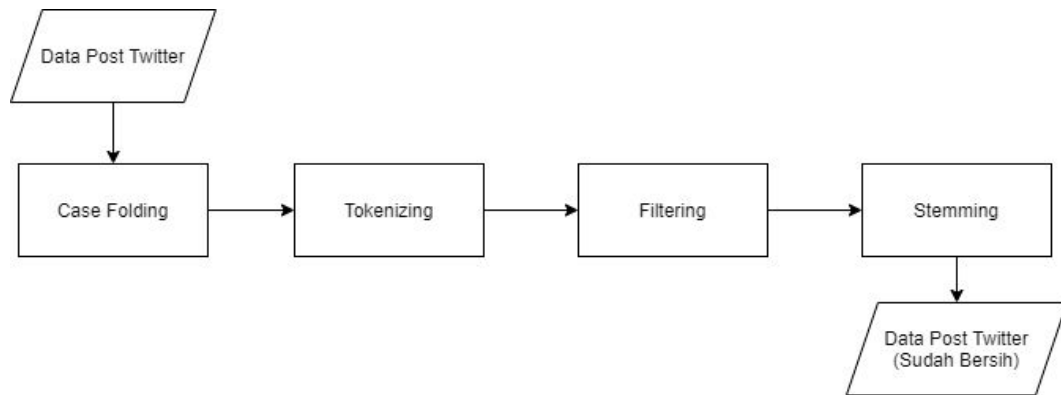 Data Post Twitter
Case Folding
Tokenizing
Filtering
Stemming
Data Post Twitter
(Sudah Bersih)